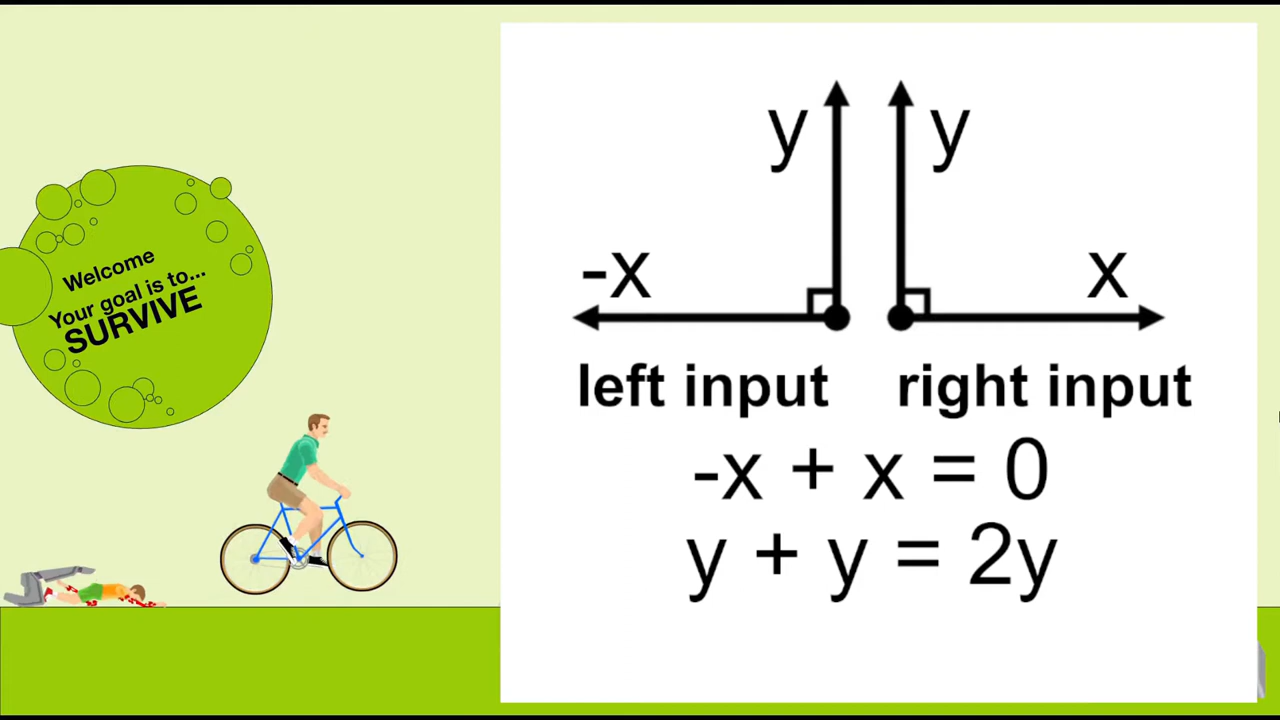 Welcome
Your goal is to...
SURVIVE
y y
-x x
left input right input
-x + x = 0
y + y = 2y